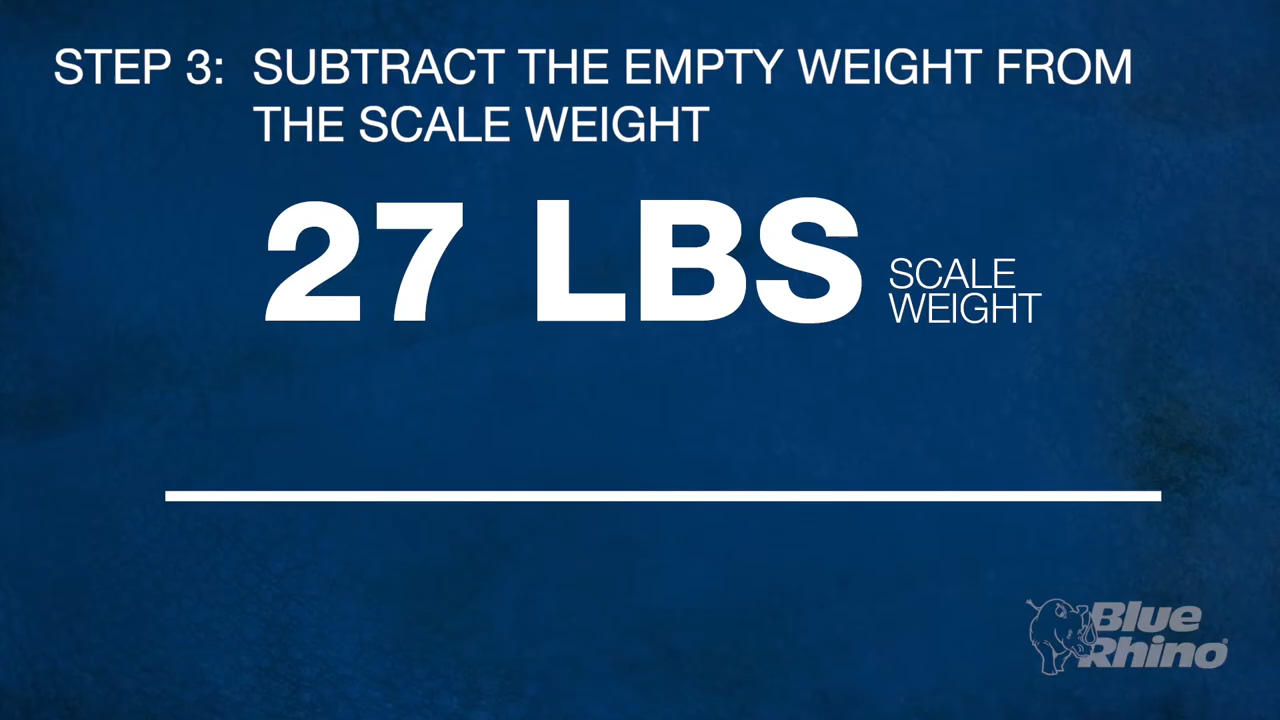 STEP 3: SUBTRACT THE EMPTY WEIGHT FROM
THE SCALE WEIGHT
27 LBS
SCALE
WEIGHT
Blue
Rhino